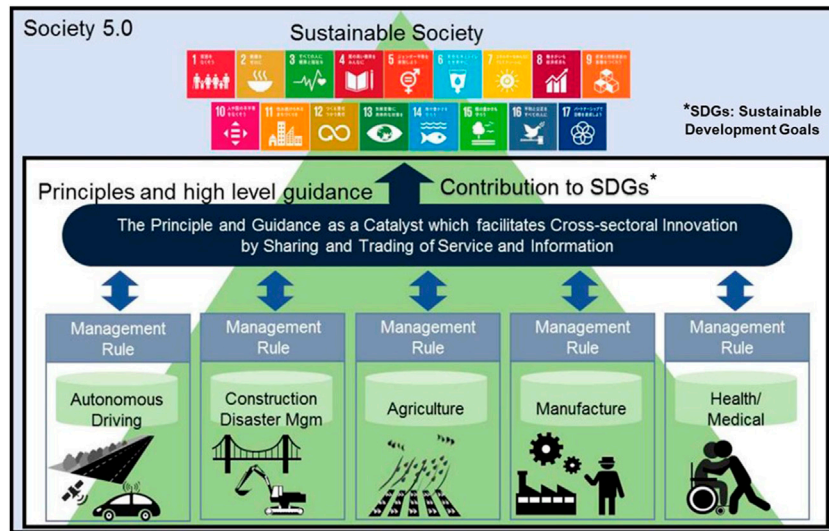 Society 5.0
Sustainable Society
1
2
3
4
5
6
7
8
9
10
11
12
13
14
15
16
17
*SDGs: Sustainable
Development Goals
Principles and high level guidance
Contribution to SDGs*
The Principle and Guidance as a Catalyst which facilitates Cross-sectoral Innovation
by Sharing and Trading of Service and Information
Management
Rule
Management
Rule
Management
Rule
Management
Rule
Management
Rule
Autonomous
Driving
Construction
Disaster Mgm
Agriculture
Manufacture
Health/
Medical